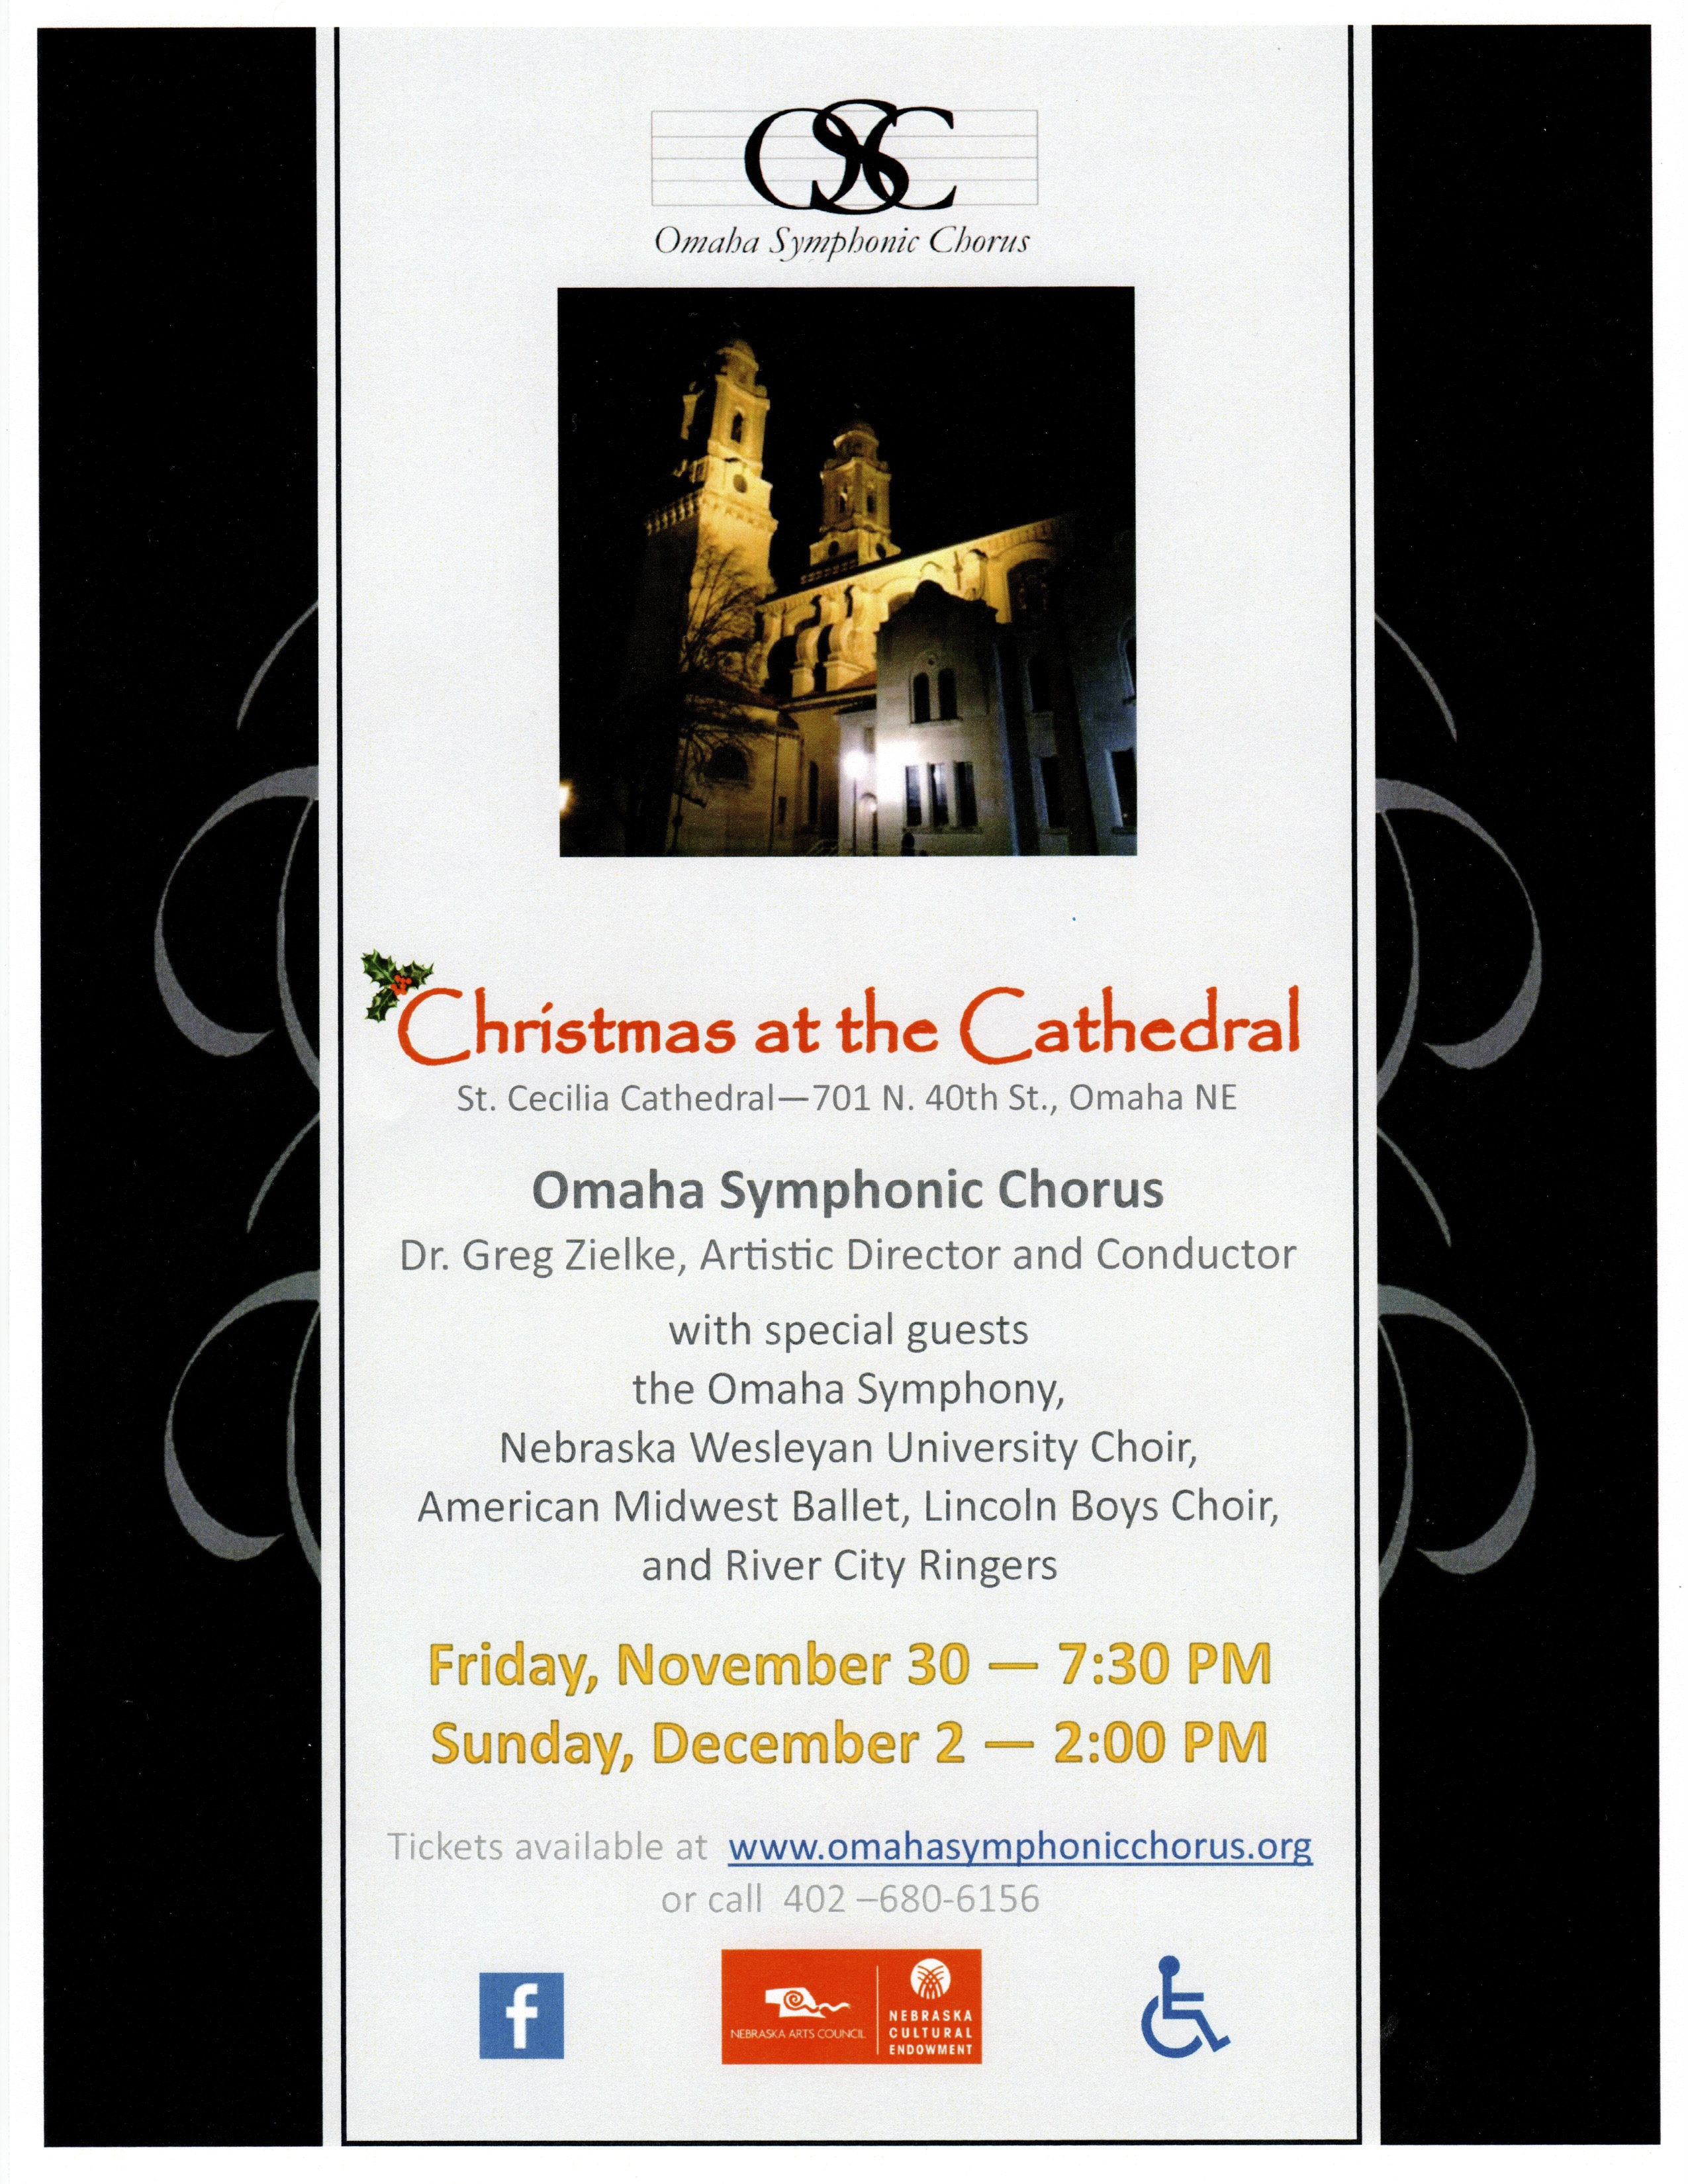 OSC
Omaha Symphonic Chorus
Christmas at the Cathedral
St. Cecilia Cathedral—701 N. 40th St., Omaha NE
Omaha Symphonic Chorus
Dr. Greg Zielke, Artistic Director and Conductor
with special guests
the Omaha Symphony,
Nebraska Wesleyan University Choir,
American Midwest Ballet, Lincoln Boys Choir,
and River City Ringers
Friday, November 30 — 7:30 PM
Sunday, December 2 — 2:00 PM
Tickets available at www.omahasymphonicchorus.org
or call 402 –680-6156
f
NEBRASKA ARTS COUNCIL
NEBRASKA
CULTURAL
ENDOWMENT